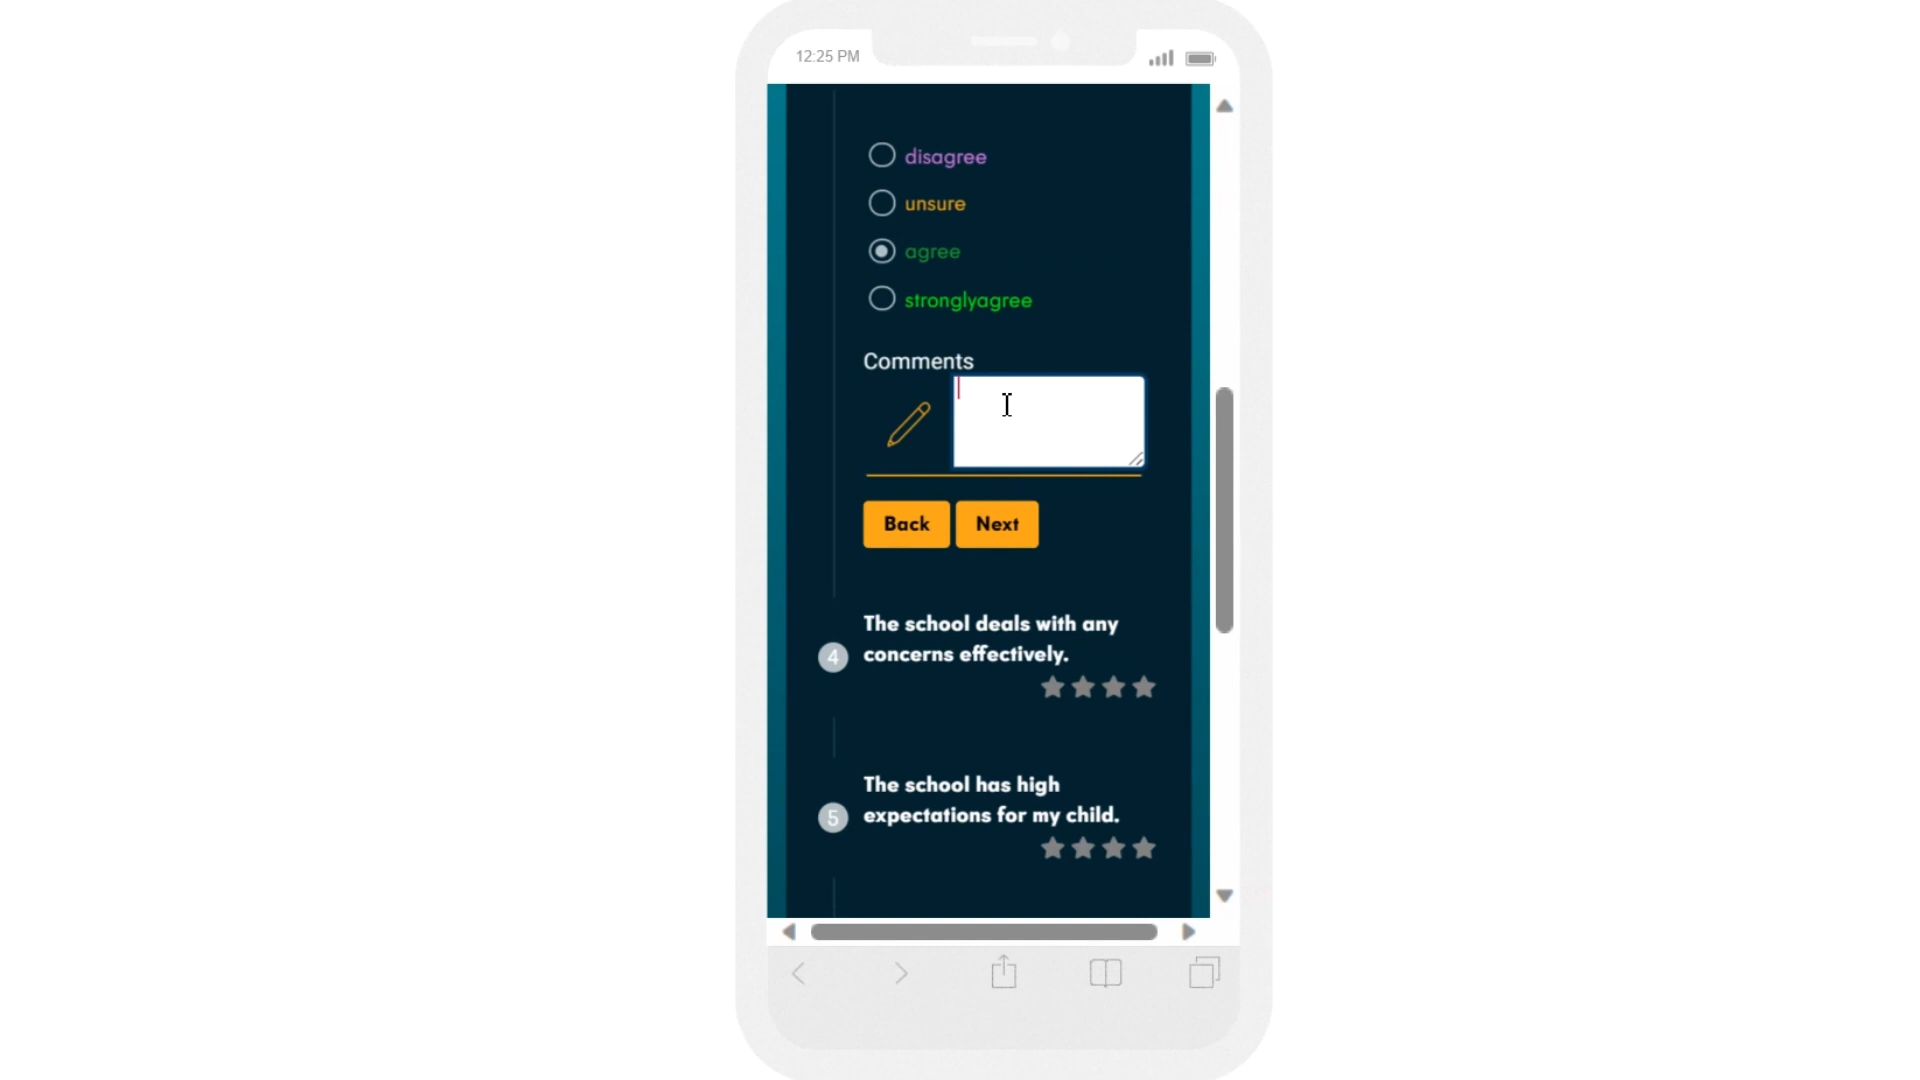 12:25 PM
disagree
unsure
agree
stronglyagree
Comments
Back Next
The school deals with any
4 concerns effectively.
The school has high
5 expectations for my child.